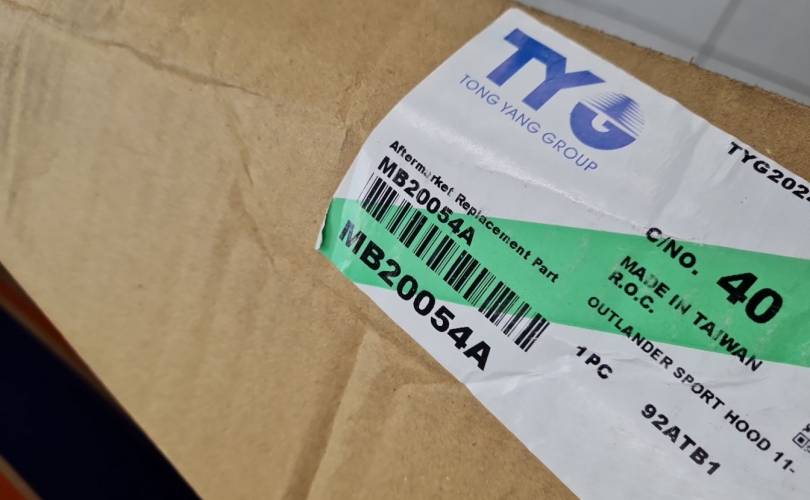 TYG
TONG YANG GROUP
TYG202
Aftermarket Replacement Part
MB20054A
MB20054A
C/NO. 40
MADE IN TAIWAN
R.O.C.
OUTLANDER SPORT HOOD 11-
1PC
92ATB1